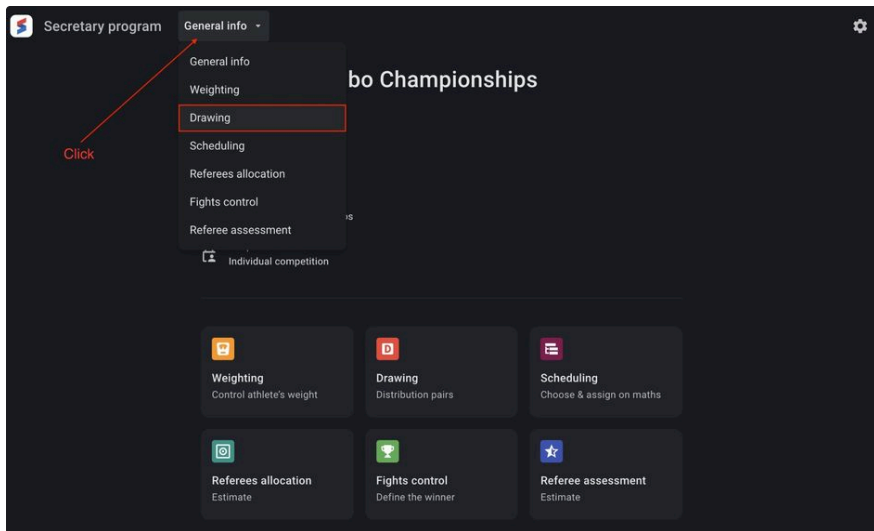 Secretary program
General info
General info
Weighting
bo Championships
Drawing
Scheduling
Click
Referees allocation
Fights control
Referee assessment
Individual competition
Weighting
Control athlete's weight
Drawing
Distribution pairs
Scheduling
Choose & assign on maths
Referees allocation
Estimate
Fights control
Define the winner
Referee assessment
Estimate